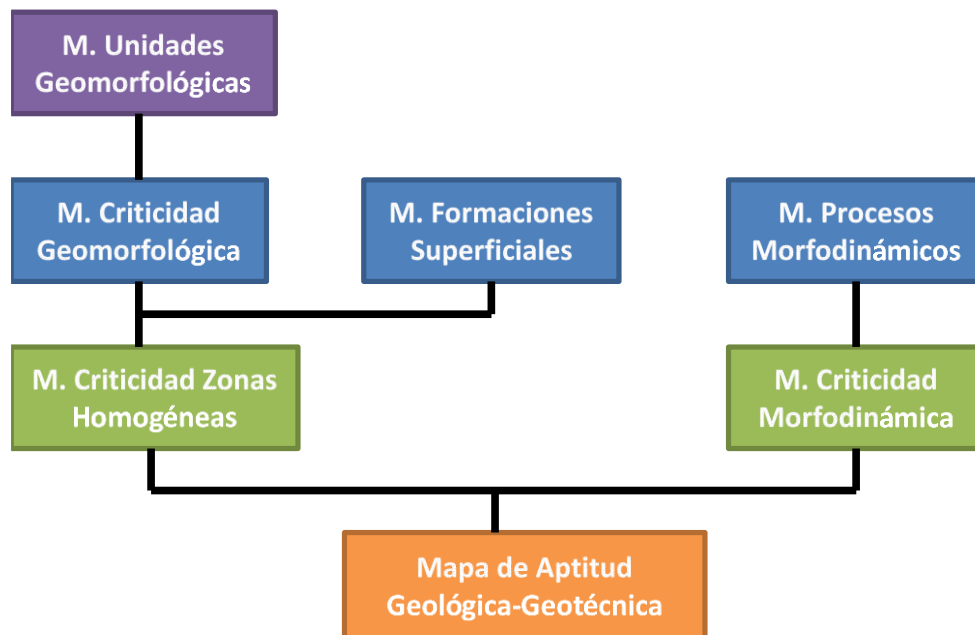 M. Unidades
Geomorfológicas
M. Criticidad
Geomorfológica
M. Formaciones
Superficiales
M. Procesos
Morfodinámicos
M. Criticidad Zonas
Homogéneas
M. Criticidad
Morfodinámica
Mapa de Aptitud
Geológica-Geotécnica